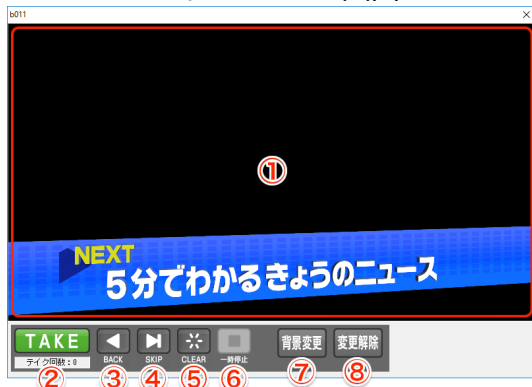 b011
①
NEXT
5分でわかるきょうのニュース
TAKE
テイク回数:0
BACK
SKIP
CLEAR
一時停止
背景変更
変更解除
② ③ ④ ⑤ ⑥ ⑦ ⑧